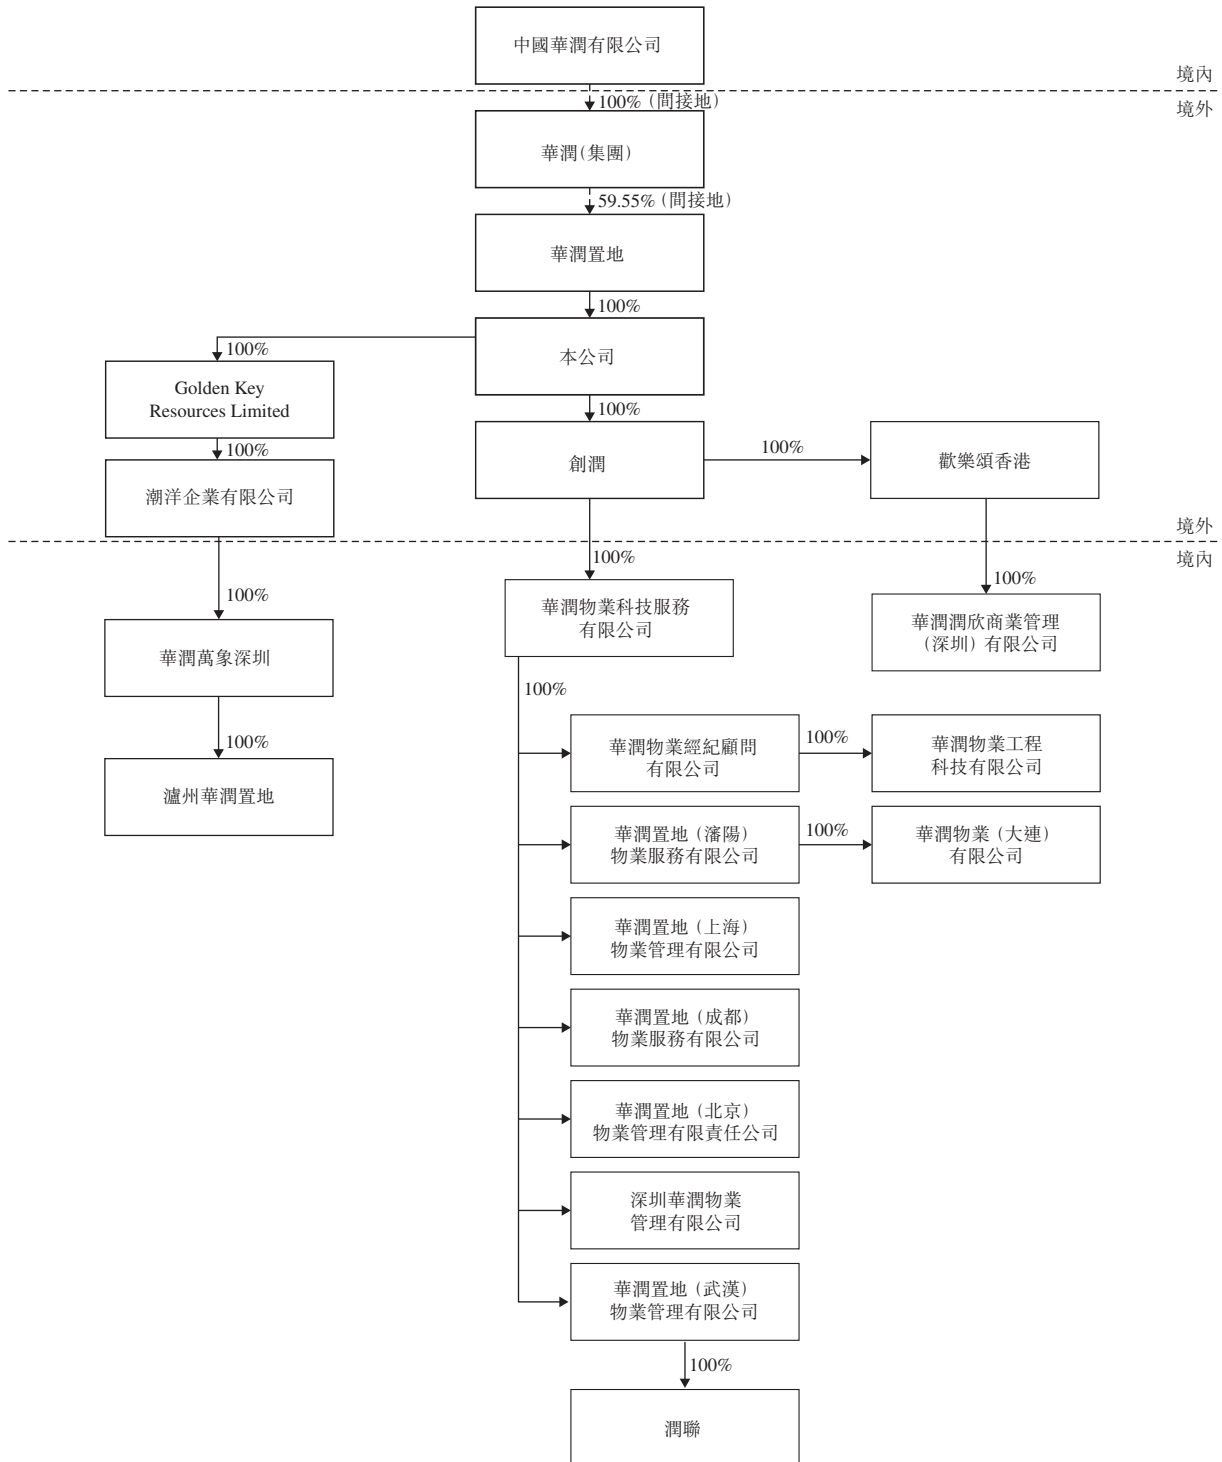 中國華潤有限公司
境內
100% (間接地)
境外
華潤(集團)
59.55% (間接地)
華潤置地
100%
本公司
100%
Golden Key
Resources Limited
100%
創潤
100%
歡樂頌香港
100%
潮洋企業有限公司
境外
境內
100%
100%
100%
華潤物業科技服務
有限公司
華潤潤欣商業管理
(深圳) 有限公司
華潤萬象深圳
100%
100%
瀘州華潤置地
華潤物業經紀顧問
有限公司
100%
華潤物業工程
科技有限公司
華潤置地 (瀋陽)
物業服務有限公司
100%
華潤物業 (大連)
有限公司
華潤置地 (上海)
物業管理有限公司
華潤置地 (成都)
物業服務有限公司
華潤置地 (北京)
物業管理有限責任公司
深圳華潤物業
管理有限公司
華潤置地 (武漢)
物業管理有限公司
100%
潤聯